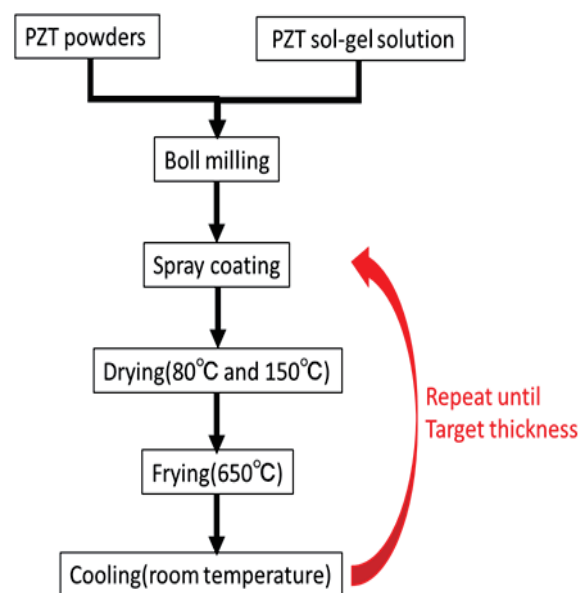 PZT powders
PZT sol-gel solution
Boll milling
Spray coating
Drying(80℃ and 150℃)
Frying(650℃)
Cooling(room temperature)
Repeat until
Target thickness